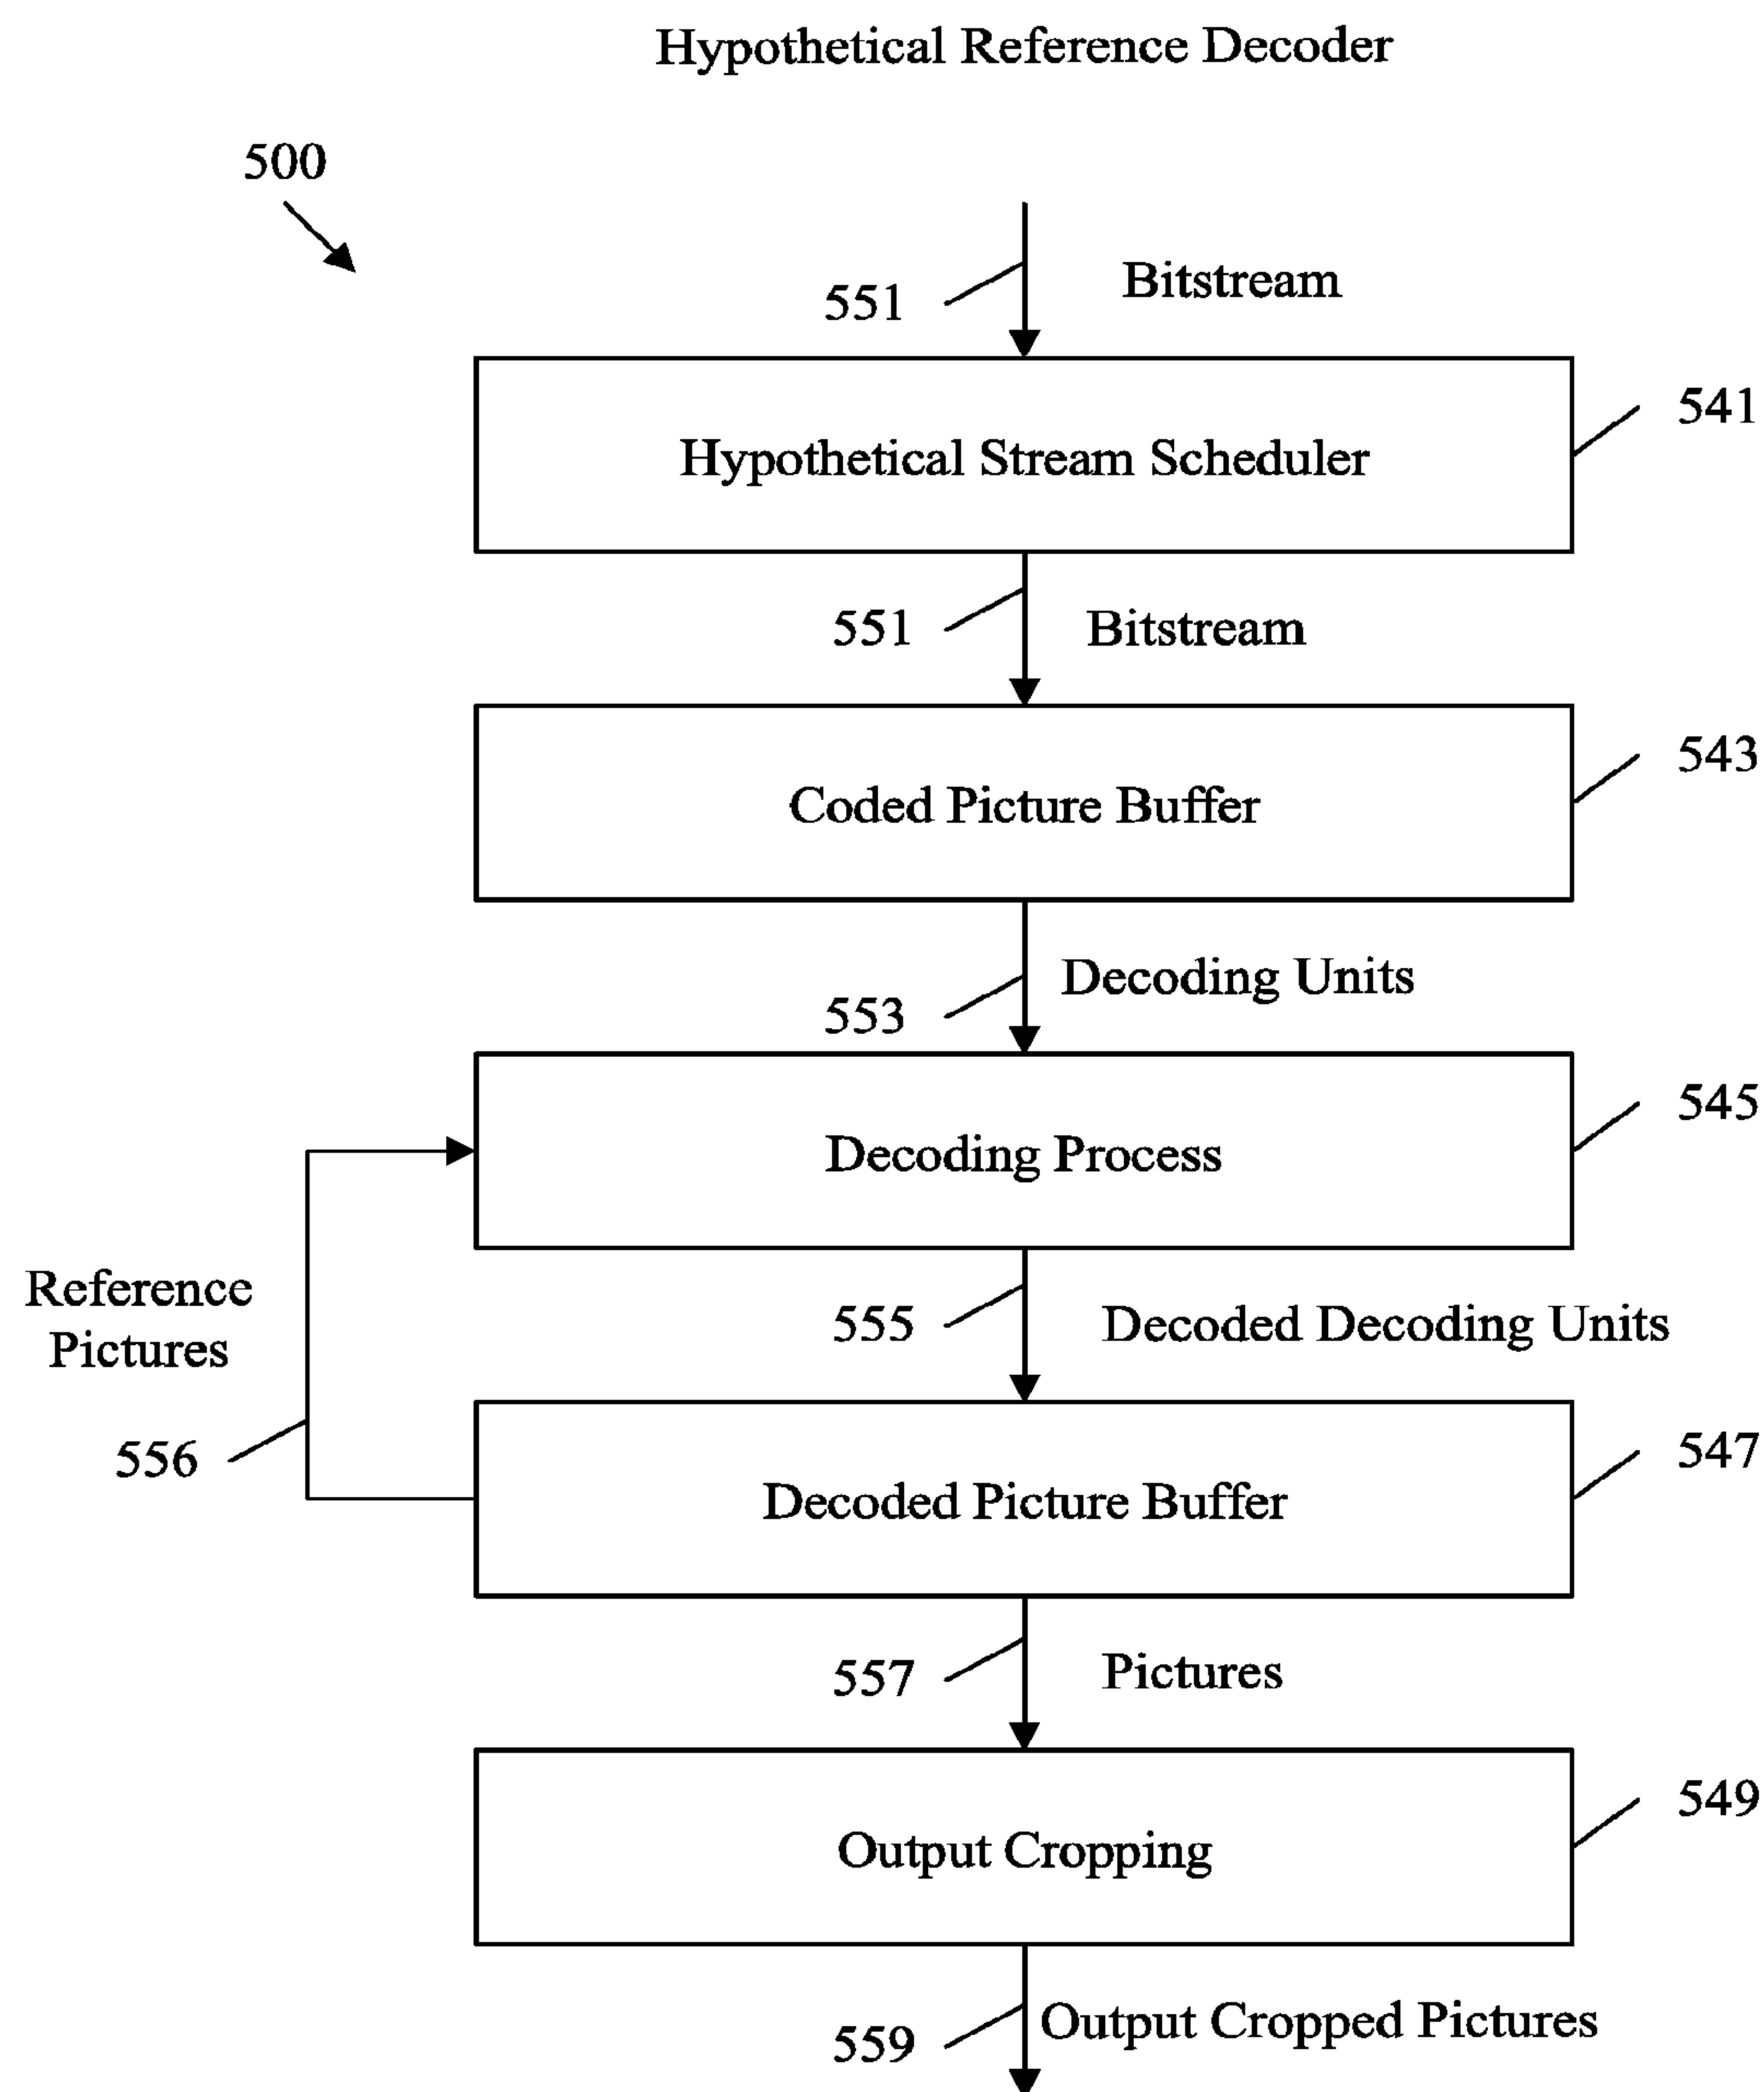 Hypothetical Reference Decoder
500
551
Bitstream
541
Hypothetical Stream Scheduler
551
Bitstream
543
Coded Picture Buffer
Decoding Units
553
545
Decoding Process
Reference
Pictures
555
Decoded Decoding Units
556
547
Decoded Picture Buffer
557
Pictures
549
Output Cropping
559
Output Cropped Pictures